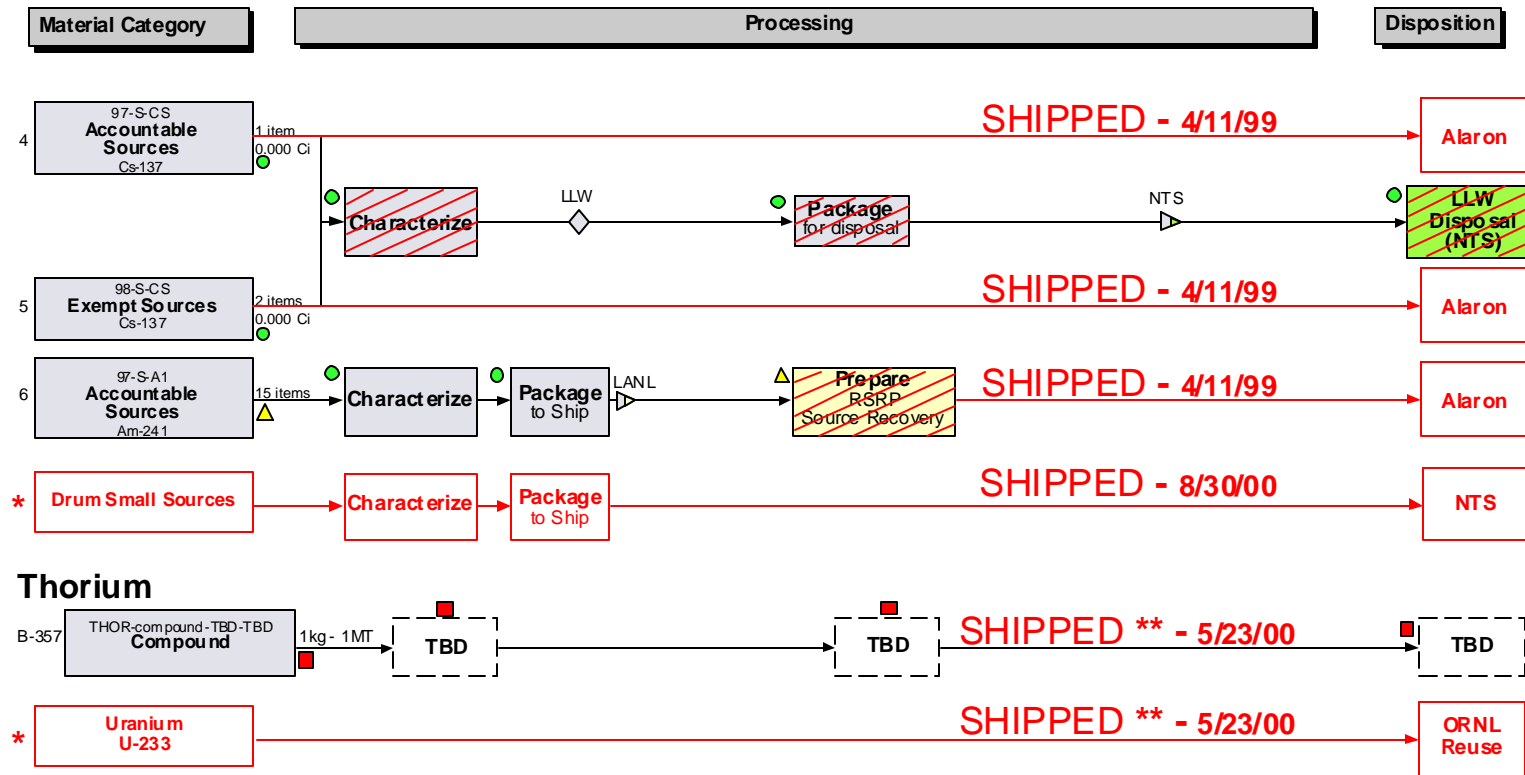 Material Category
Processing
Disposition
4
97-S-CS
Accountable
Sources
Cs-137
1 item
0.000 Ci
SHIPPED - 4/11/99
Alaron
Characterize
LLW
Package
for disposal
NTS
LLW
Disposal
(NTS)
5
98-S-CS
Exempt Sources
Cs-137
2 items
0.000 Ci
SHIPPED - 4/11/99
Alaron
6
97-S-A1
Accountable
Sources
Am-241
15 items
Characterize
Package
to Ship
LANL
Prepare
RSRP
Source Recovery
SHIPPED - 4/11/99
Alaron
*
Drum Small Sources
Characterize
Package
to Ship
SHIPPED - 8/30/00
NTS
Thorium
B-357
THOR-compound-TBD-TBD
Compound
1kg - 1MT
TBD
TBD
SHIPPED ** - 5/23/00
TBD
*
Uranium
U-233
SHIPPED ** - 5/23/00
ORNL
Reuse